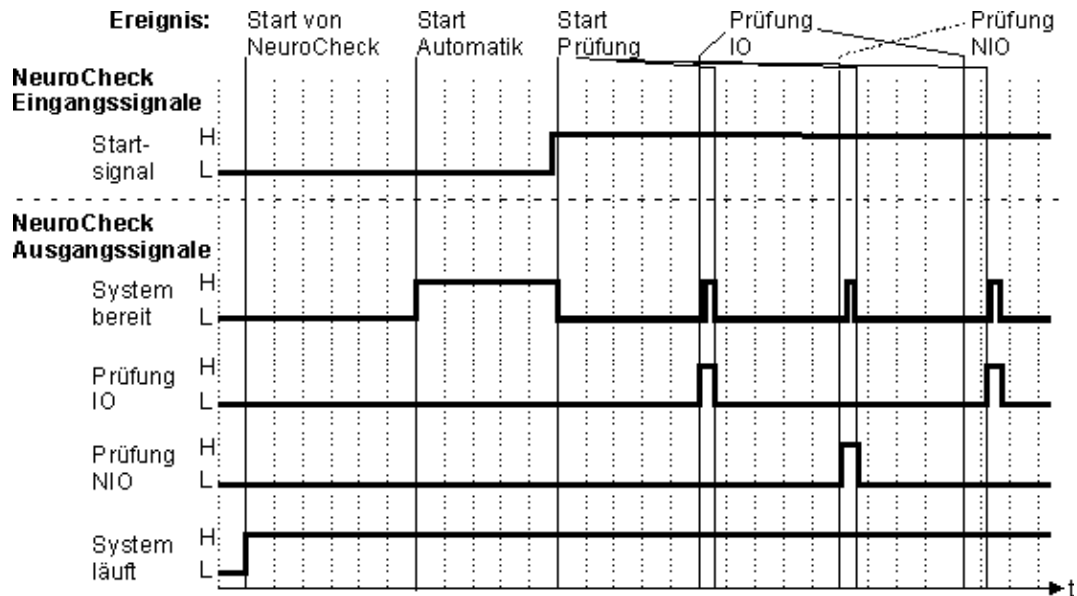 Ereignis:
Start von
NeuroCheck
Start
Automatik
Start
Prüfung
Prüfung
IO
Prüfung
NIO
NeuroCheck
Eingangssignale
Start-
signal
H
L
NeuroCheck
Ausgangssignale
System
bereit
H
L
Prüfung
IO
H
L
Prüfung
NIO
H
L
System
läuft
H
L
t